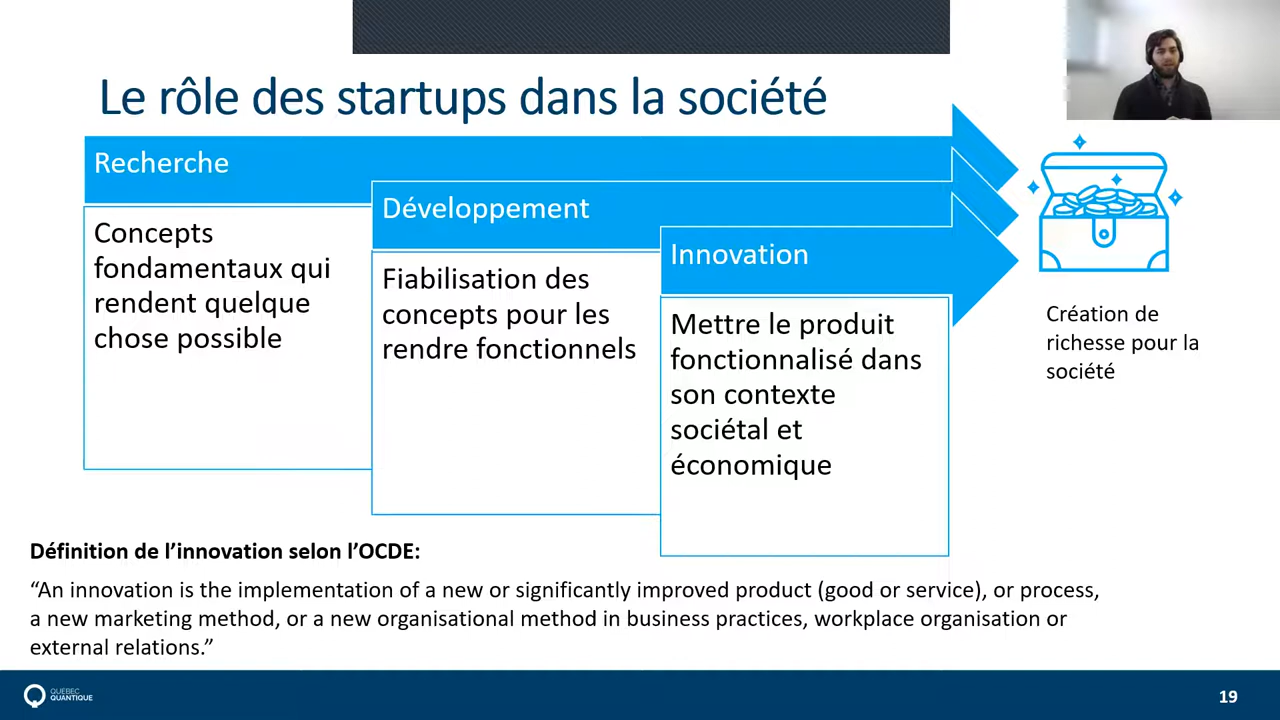 Le rôle des startups dans la société
Recherche
Concepts
fondamentaux qui
rendent quelque
chose possible
Développement
Fiabilisation des
concepts pour les
rendre fonctionnels
Innovation
Mettre le produit
fonctionnalisé dans
son contexte
sociétal et
économique
Création de
richesse pour la
société
Définition de l’innovation selon l’OCDE:
“An innovation is the implementation of a new or significantly improved product (good or service), or process,
a new marketing method, or a new organisational method in business practices, workplace organisation or
external relations.”
QUEBEC
QUANTIQUE
19